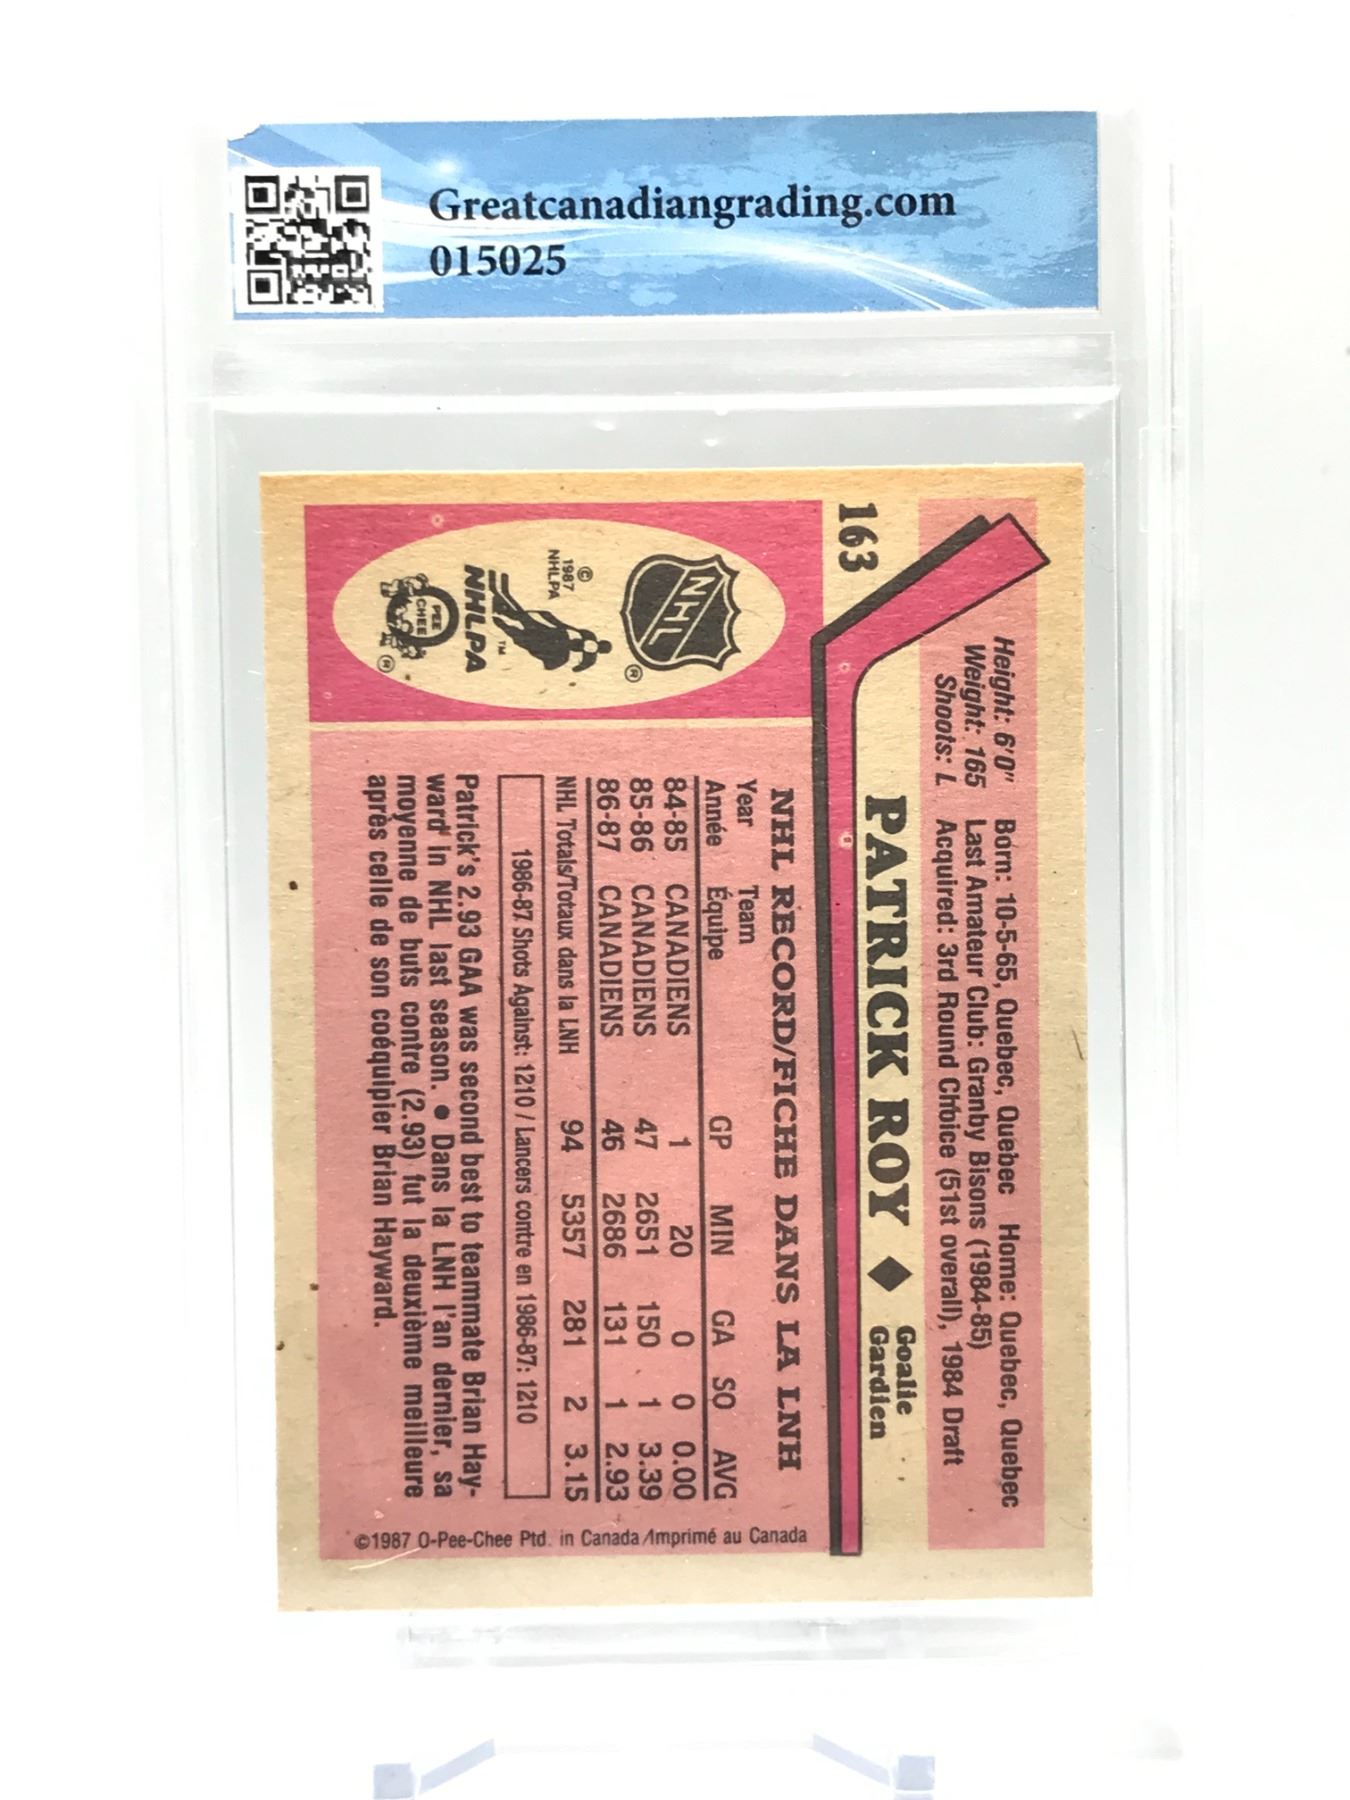 Greatcanadiangrading.com
015025
163
Height: 6'0" Born: 10-5-65, Quebec, Quebec Home: Quebec, Quebec
Weight: 165 Last Amateur Club: Granby Bisons (1984-85)
Shoots: L Acquired: 3rd Round Choice (51st overall), 1984 Draft
PATRICK ROY ◆ Goalie
Gardien
NHL
®
NHLPA
™
© 1987 NHLPA
O PEE CHEE
®
NHL RECORD/FICHE DANS LA LNH
Year Team
Année Équipe GP MIN GA SO AVG
84-85 CANADIENS 1 20 0 0 0.00
85-86 CANADIENS 47 2651 150 1 3.39
86-87 CANADIENS 46 2686 131 1 2.93
NHL Totals/Totaux dans la LNH 94 5357 281 2 3.15
1986-87 Shots Against: 1210 / Lancers contre en 1986-87: 1210
Patrick's 2.93 GAA was second best to teammate Brian Hay-
ward in NHL last season. ● Dans la LNH l'an dernier, sa
moyenne de buts contre (2.93) fut la deuxième meilleure
après celle de son coéquipier Brian Hayward.
©1987 O-Pee-Chee Ptd. in Canada/Imprimé au Canada